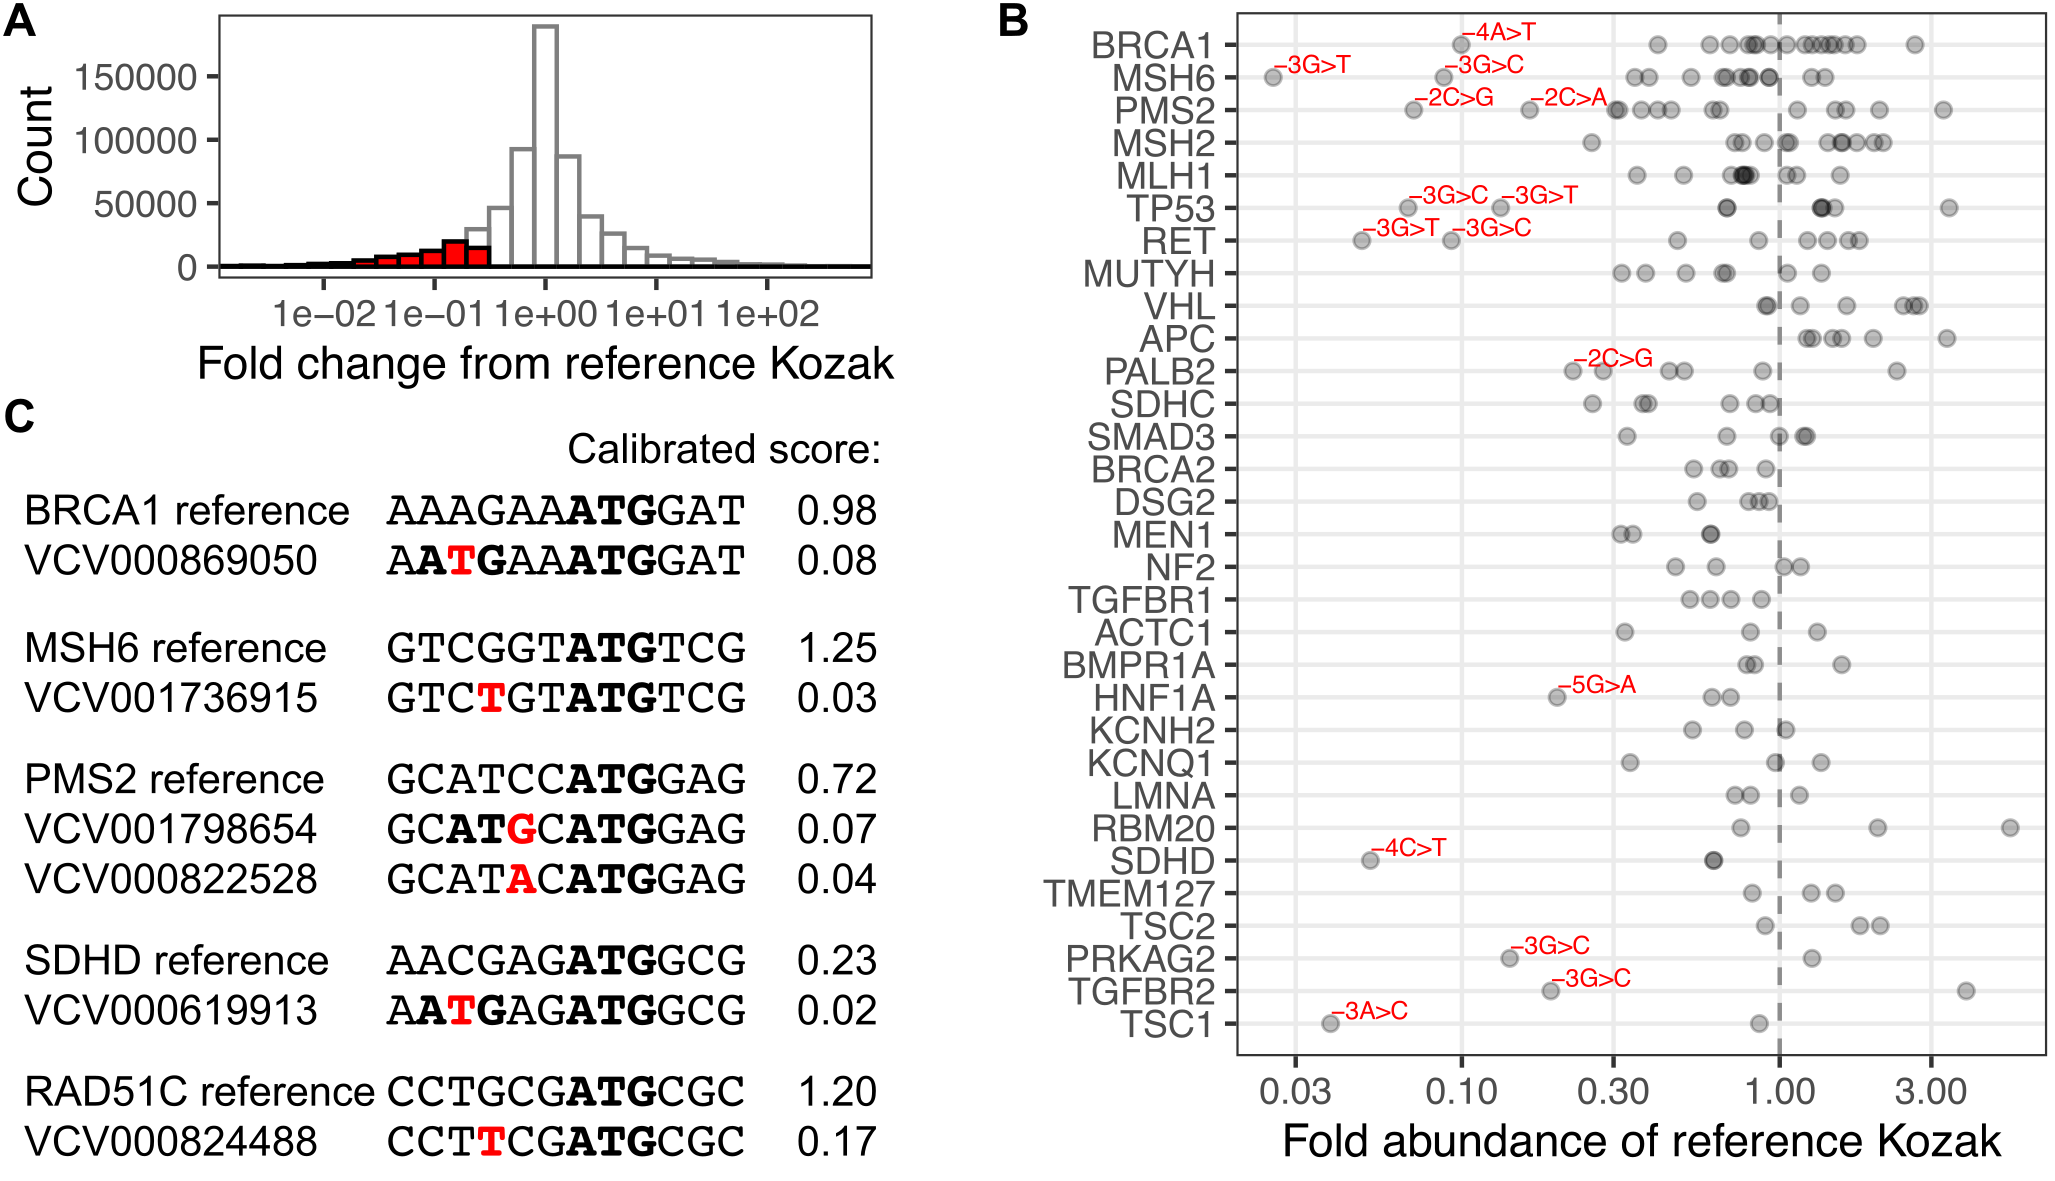 A
Count
150000
100000
50000
0
1e−02 1e−01 1e+00 1e+01 1e+02
Fold change from reference Kozak
C
Calibrated score:
BRCA1 reference AAAGAAATGGAT 0.98
VCV000869050 AATGAAATGGAT 0.08
MSH6 reference GTCGGTATGTCG 1.25
VCV001736915 GTCTGTATGTCG 0.03
PMS2 reference GCATCCATGGAG 0.72
VCV001798654 GCATGCATGGAG 0.07
VCV000822528 GCATACATGGAG 0.04
SDHD reference AACGAGATGGCG 0.23
VCV000619913 AATGAGATGGCG 0.02
RAD51C reference CCTGCGATGCGC 1.20
VCV000824488 CCTTCGATGCGC 0.17
B
BRCA1 −4A>T
MSH6 −3G>T −3G>C
PMS2 −2C>G −2C>A
MSH2
MLH1
TP53 −3G>C −3G>T
RET −3G>T −3G>C
MUTYH
VHL
APC
PALB2 −2C>G
SDHC
SMAD3
BRCA2
DSG2
MEN1
NF2
TGFBR1
ACTC1
BMPR1A
HNF1A −5G>A
KCNH2
KCNQ1
LMNA
RBM20
SDHD −4C>T
TMEM127
TSC2
PRKAG2 −3G>C
TGFBR2 −3G>C
TSC1 −3A>C
0.03 0.10 0.30 1.00 3.00
Fold abundance of reference Kozak